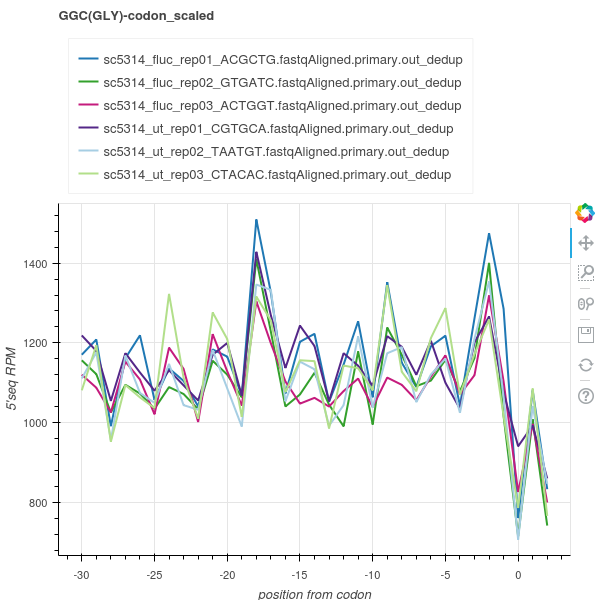 GGC(GLY)-codon_scaled
sc5314_fluc_rep01_ACGCTG.fastqAligned.primary.out_dedup
sc5314_fluc_rep02_GTGATC.fastqAligned.primary.out_dedup
sc5314_fluc_rep03_ACTGGT.fastqAligned.primary.out_dedup
sc5314_ut_rep01_CGTGCA.fastqAligned.primary.out_dedup
sc5314_ut_rep02_TAATGT.fastqAligned.primary.out_dedup
sc5314_ut_rep03_CTACAC.fastqAligned.primary.out_dedup
1400
1200
1000
800
5'seq RPM
-30 -25 -20 -15 -10 -5 0
position from codon